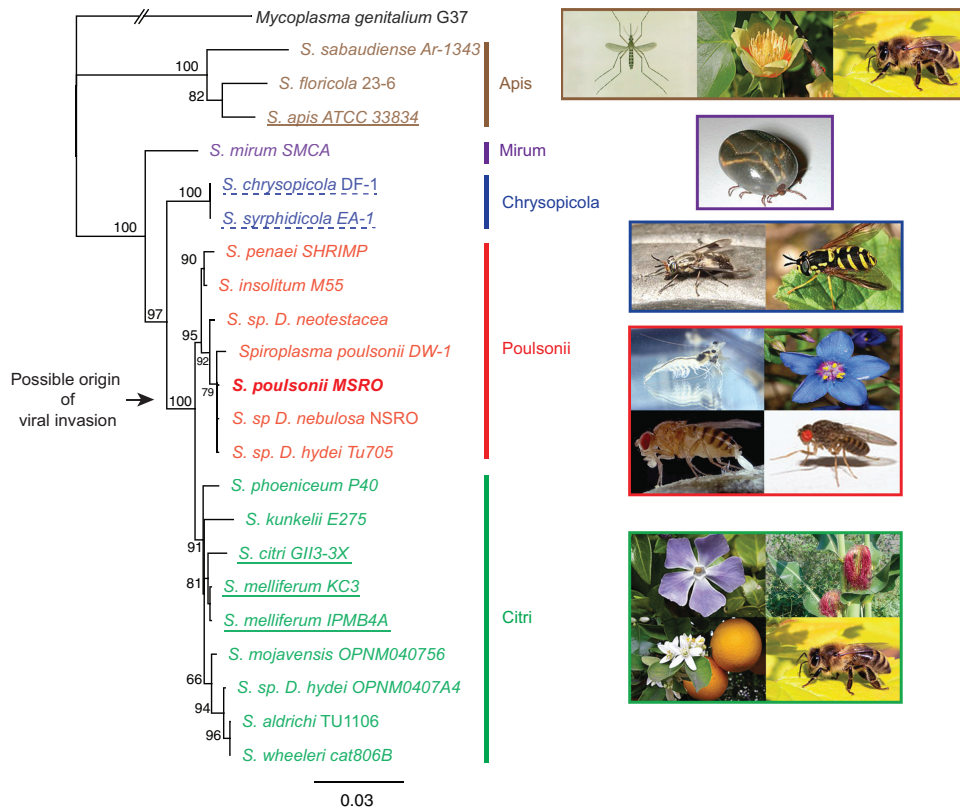 Mycoplasma genitalium G37
S. sabaudiense Ar-1343
100
S. floricola 23-6
Apis
82
S. apis ATCC 33834
S. mirum SMCA
Mirum
S. chrysopicola DF-1
100
Chrysopicola
S. syrphidicola EA-1
100
S. penaei SHRIMP
90
S. insolitum M55
S. sp. D. neotestacea
97
95
Spiroplasma poulsonii DW-1
92
Poulsonii
S. poulsonii MSRO
79
Possible origin
of
viral invasion
100
S. sp D. nebulosa NSRO
S. sp. D. hydei Tu705
S. phoeniceum P40
S. kunkelii E275
91
S. citri GII3-3X
81
S. melliferum KC3
S. melliferum IPMB4A
Citri
S. mojavensis OPNM040756
66
S. sp. D. hydei OPNM0407A4
94
S. aldrichi TU1106
96
S. wheeleri cat806B
0.03